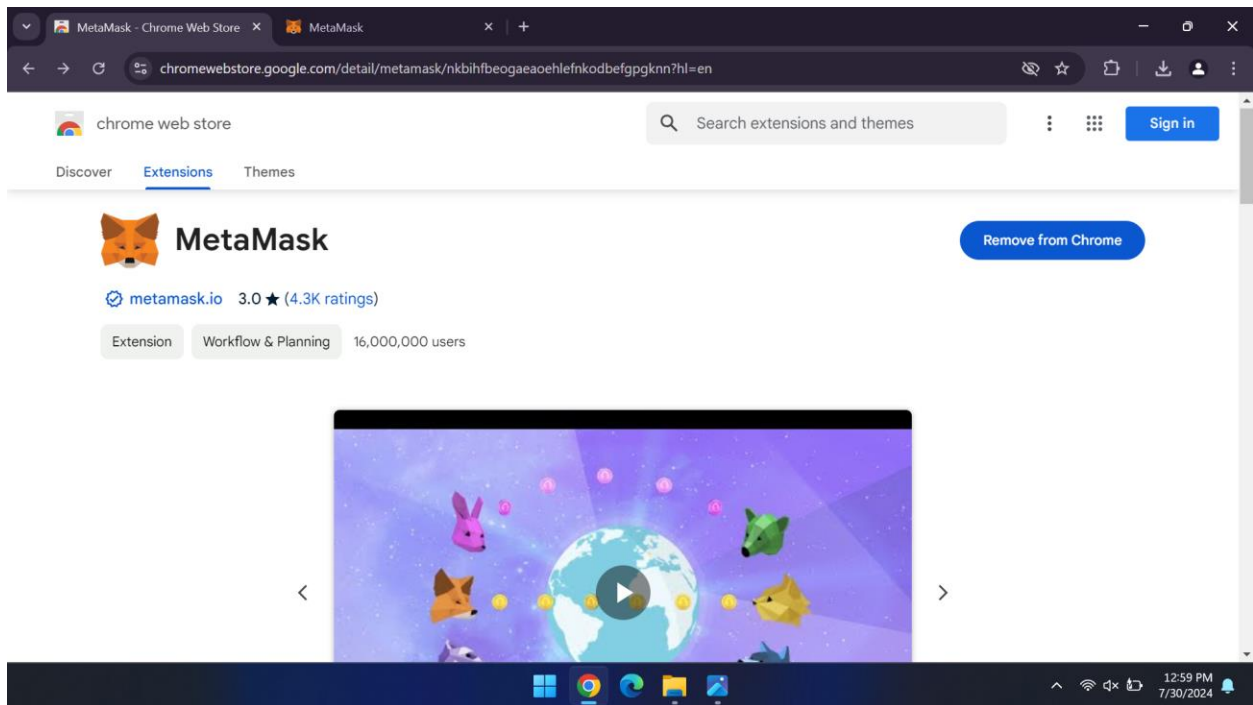 MetaMask - Chrome Web Store
MetaMask
chromewebstore.google.com/detail/metamask/nkbihfbeogaeaoehlefnkodbefgpgknn?hl=en
chrome web store
Search extensions and themes
Sign in
Discover
Extensions
Themes
MetaMask
Remove from Chrome
metamask.io 3.0 ★ (4.3K ratings)
Extension
Workflow & Planning
16,000,000 users
12:59 PM
7/30/2024